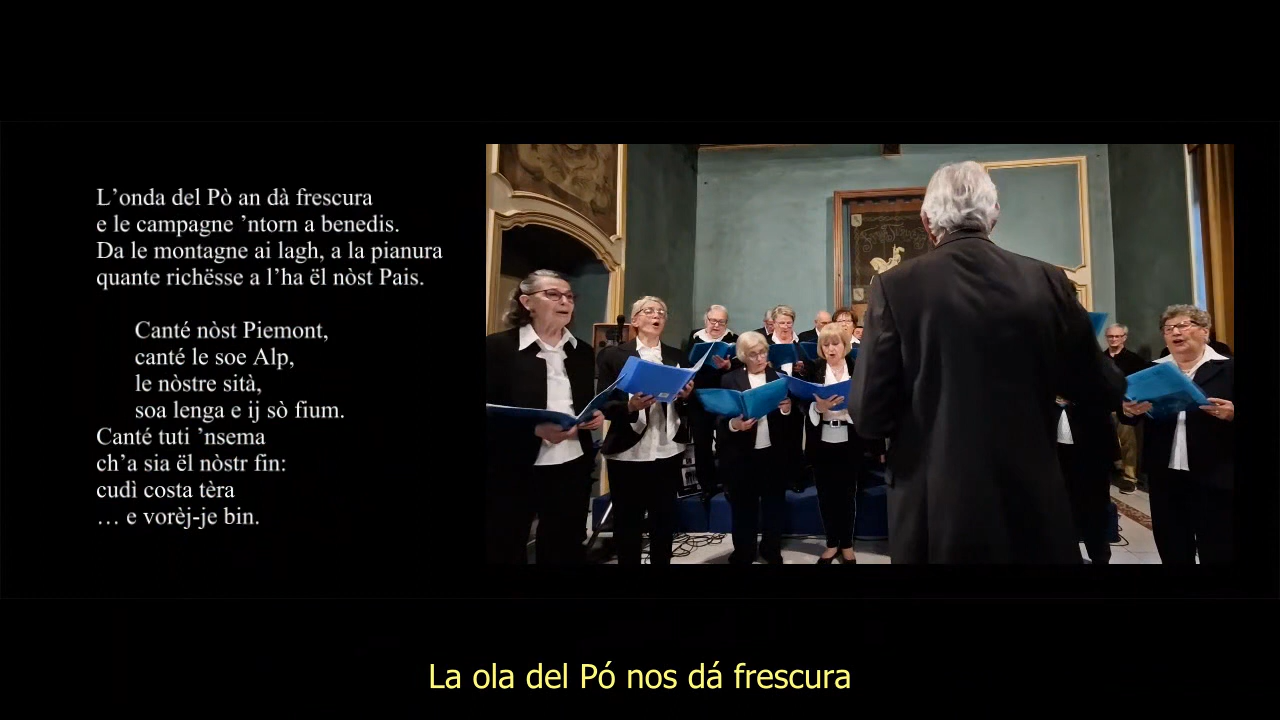 L’onda del Pò an dà frescura
e le campagne ’ntorn a benedis.
Da le montagne ai lagh, a la pianura
quante richësse a l’ha ël nòst Pais.
Canté nòst Piemont,
canté le soe Alp,
le nòstre sità,
soa lenga e ij sò fium.
Canté tuti ’nsema
ch’a sia ël nòstr fin:
cudì costa tèra
… e vorèj-je bin.
La ola del Pó nos dá frescura